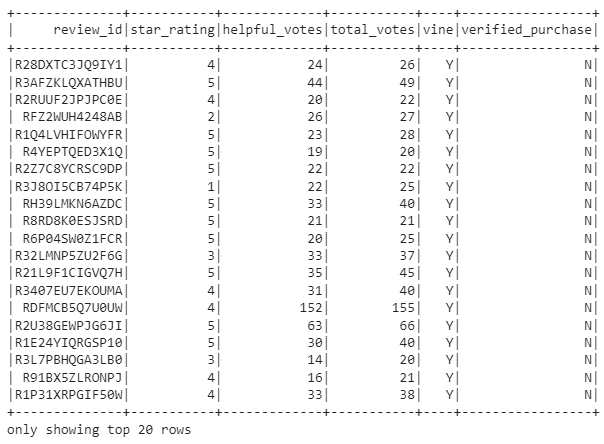 +--------------+-----------+-------------+-----------+----+-----------------+
|     review_id|star_rating|helpful_votes|total_votes|vine|verified_purchase|
+--------------+-----------+-------------+-----------+----+-----------------+
|R28DXTC3JQ9IY1|          4|           24|         26|   Y|                N|
|R3AFZKLQXATHBU|          5|           44|         49|   Y|                N|
|R2RUUF2JPJPC0E|          4|           20|         22|   Y|                N|
| RFZ2WUH4248AB|          2|           26|         27|   Y|                N|
|R1Q4LVHIFOWYFR|          5|           23|         28|   Y|                N|
| R4YEPTQED3X1Q|          5|           19|         20|   Y|                N|
|R2Z7C8YCRSC9DP|          5|           22|         22|   Y|                N|
|R3J8OI5CB74P5K|          1|           22|         25|   Y|                N|
| RH39LMKN6AZDC|          5|           33|         40|   Y|                N|
| R8RD8K0ESJSRD|          5|           21|         21|   Y|                N|
| R6P04SW0Z1FCR|          5|           20|         25|   Y|                N|
|R32LMNP5ZU2F6G|          3|           33|         37|   Y|                N|
|R21L9F1CIGVQ7H|          5|           35|         45|   Y|                N|
|R3407EU7EKOUMA|          4|           31|         40|   Y|                N|
| RDFMCB5Q7U0UW|          4|          152|        155|   Y|                N|
|R2U38GEWPJG6JI|          5|           63|         66|   Y|                N|
|R1E24YIQRGSP10|          5|           30|         40|   Y|                N|
|R3L7PBHQGA3LB0|          3|           14|         20|   Y|                N|
| R91BX5ZLRONPJ|          4|           16|         21|   Y|                N|
|R1P31XRPGIF50W|          4|           33|         38|   Y|                N|
+--------------+-----------+-------------+-----------+----+-----------------+
only showing top 20 rows